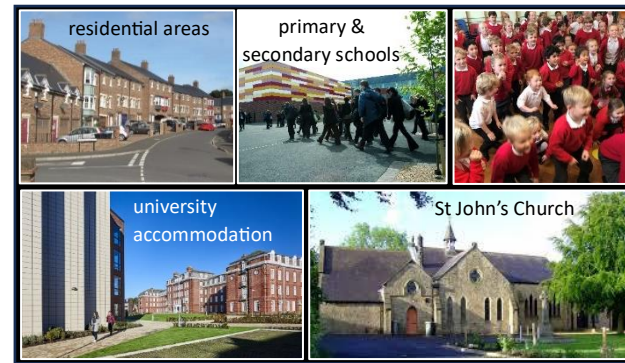 residential areas
primary &
secondary schools
university
accommodation
St John's Church